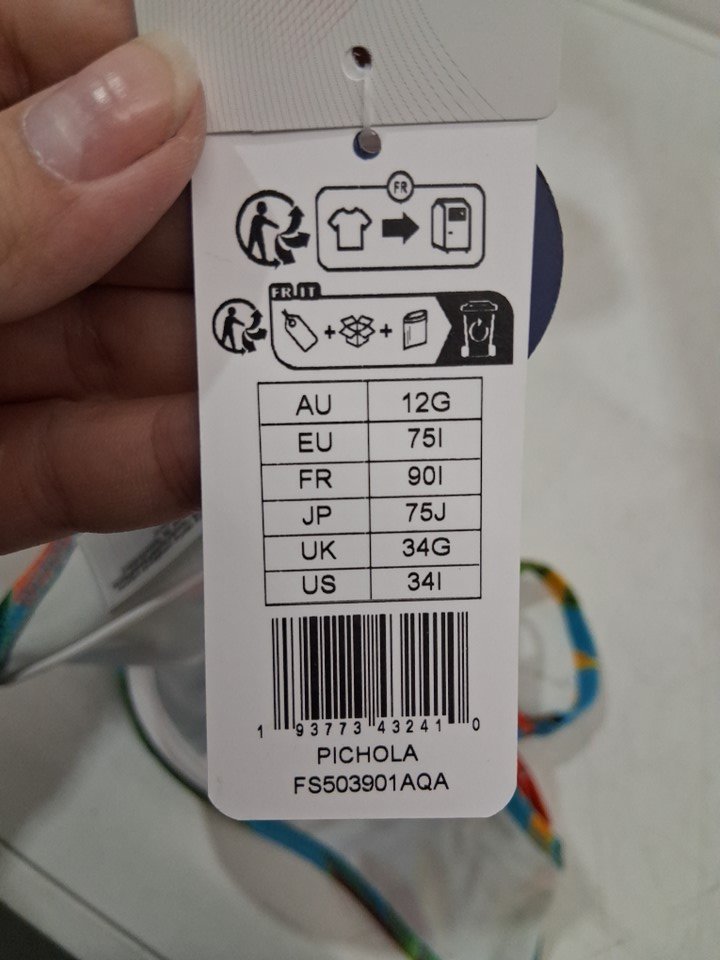 FR
FR IT
AU 12G
EU 75I
FR 90I
JP 75J
UK 34G
US 34I
1 93773 43241 0
PICHOLA
FS503901AQA